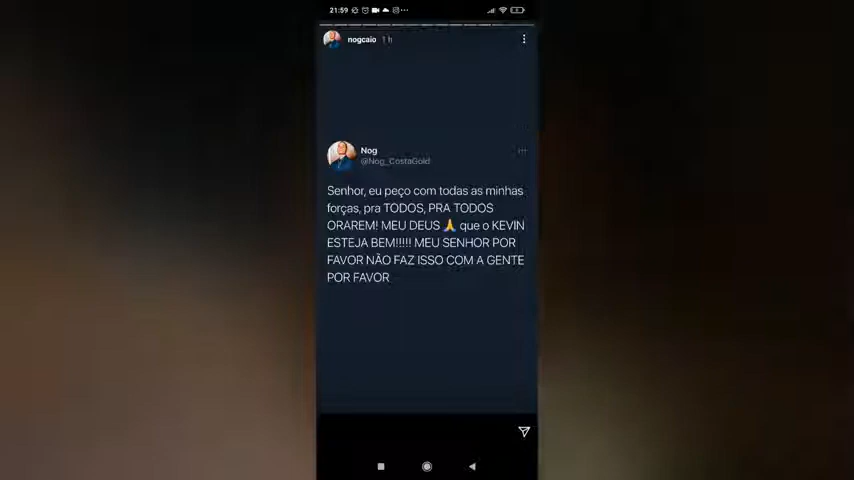 21:59
nogcaio 1 h
Nog
@Nog_CostaGold
Senhor, eu peço com todas as minhas
forças, pra TODOS, PRA TODOS
ORAREM! MEU DEUS 🙏 que o KEVIN
ESTEJA BEM!!!!! MEU SENHOR POR
FAVOR NÃO FAZ ISSO COM A GENTE
POR FAVOR